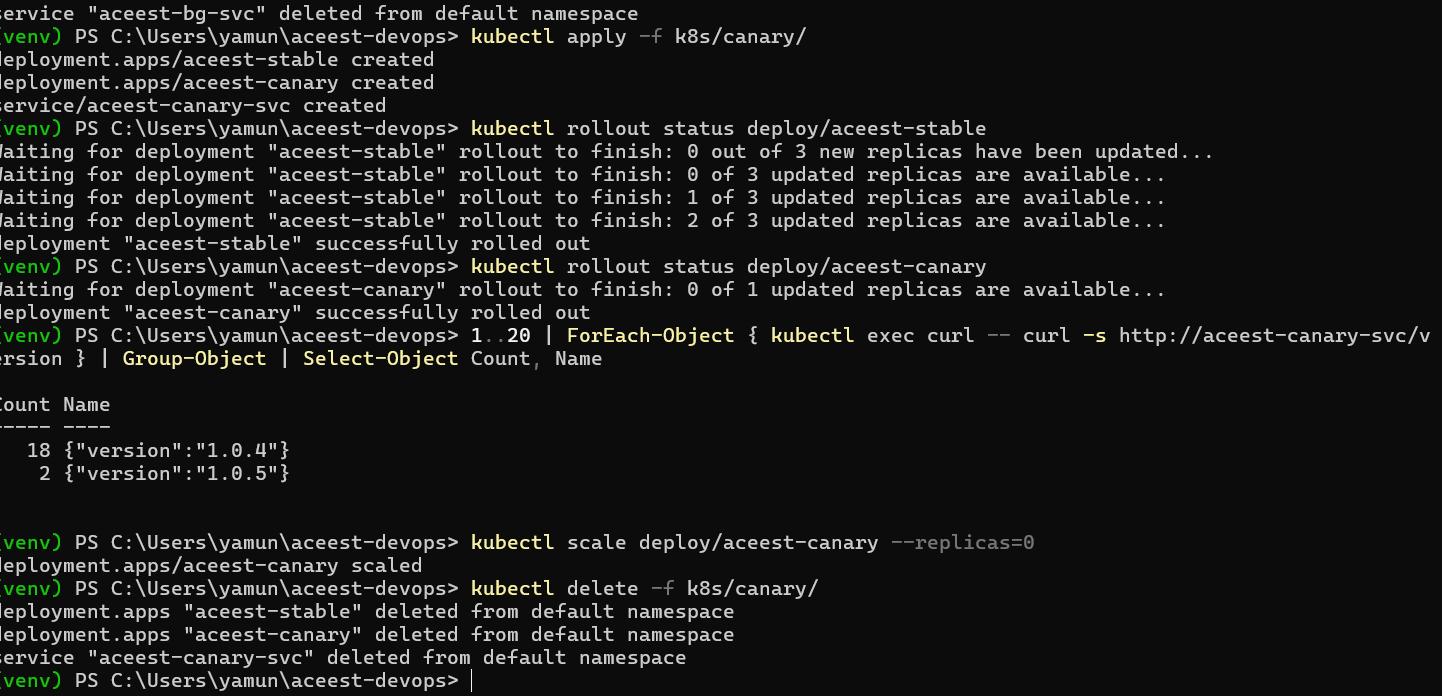 service "aceest-bg-svc" deleted from default namespace
(venv) PS C:\Users\yamun\aceest-devops> kubectl apply -f k8s/canary/
deployment.apps/aceest-stable created
deployment.apps/aceest-canary created
service/aceest-canary-svc created
(venv) PS C:\Users\yamun\aceest-devops> kubectl rollout status deploy/aceest-stable
Waiting for deployment "aceest-stable" rollout to finish: 0 out of 3 new replicas have been updated...
Waiting for deployment "aceest-stable" rollout to finish: 0 of 3 updated replicas are available...
Waiting for deployment "aceest-stable" rollout to finish: 1 of 3 updated replicas are available...
Waiting for deployment "aceest-stable" rollout to finish: 2 of 3 updated replicas are available...
deployment "aceest-stable" successfully rolled out
(venv) PS C:\Users\yamun\aceest-devops> kubectl rollout status deploy/aceest-canary
Waiting for deployment "aceest-canary" rollout to finish: 0 of 1 updated replicas are available...
deployment "aceest-canary" successfully rolled out
(venv) PS C:\Users\yamun\aceest-devops> 1..20 | ForEach-Object { kubectl exec curl -- curl -s http://aceest-canary-svc/v
ersion } | Group-Object | Select-Object Count, Name
Count Name
----- ----
18 {"version":"1.0.4"}
2 {"version":"1.0.5"}
(venv) PS C:\Users\yamun\aceest-devops> kubectl scale deploy/aceest-canary --replicas=0
deployment.apps/aceest-canary scaled
(venv) PS C:\Users\yamun\aceest-devops> kubectl delete -f k8s/canary/
deployment.apps "aceest-stable" deleted from default namespace
deployment.apps "aceest-canary" deleted from default namespace
service "aceest-canary-svc" deleted from default namespace
(venv) PS C:\Users\yamun\aceest-devops>